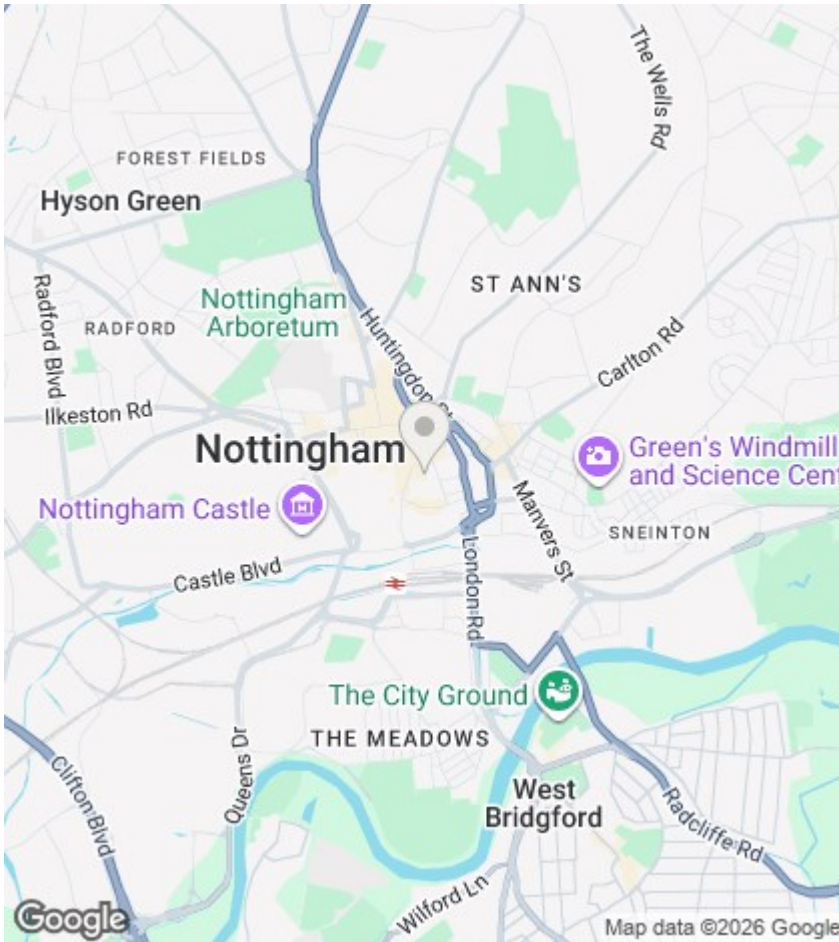 The Wells Rd
FOREST FIELDS
Hyson Green
ST ANN'S
Nottingham
Arboretum
RADFORD
Radford Blvd
Huntingdon St
Carlton Rd
Ilkeston Rd
Nottingham
Green's Windmill
and Science Cent
Nottingham Castle
Manvers St
SNEINTON
London Rd
Castle Blvd
The City Ground
THE MEADOWS
Queens Dr
Clifton Blvd
West
Bridgford
Radcliffe Rd
Wilford Ln
Google
Map data ©2026 Google